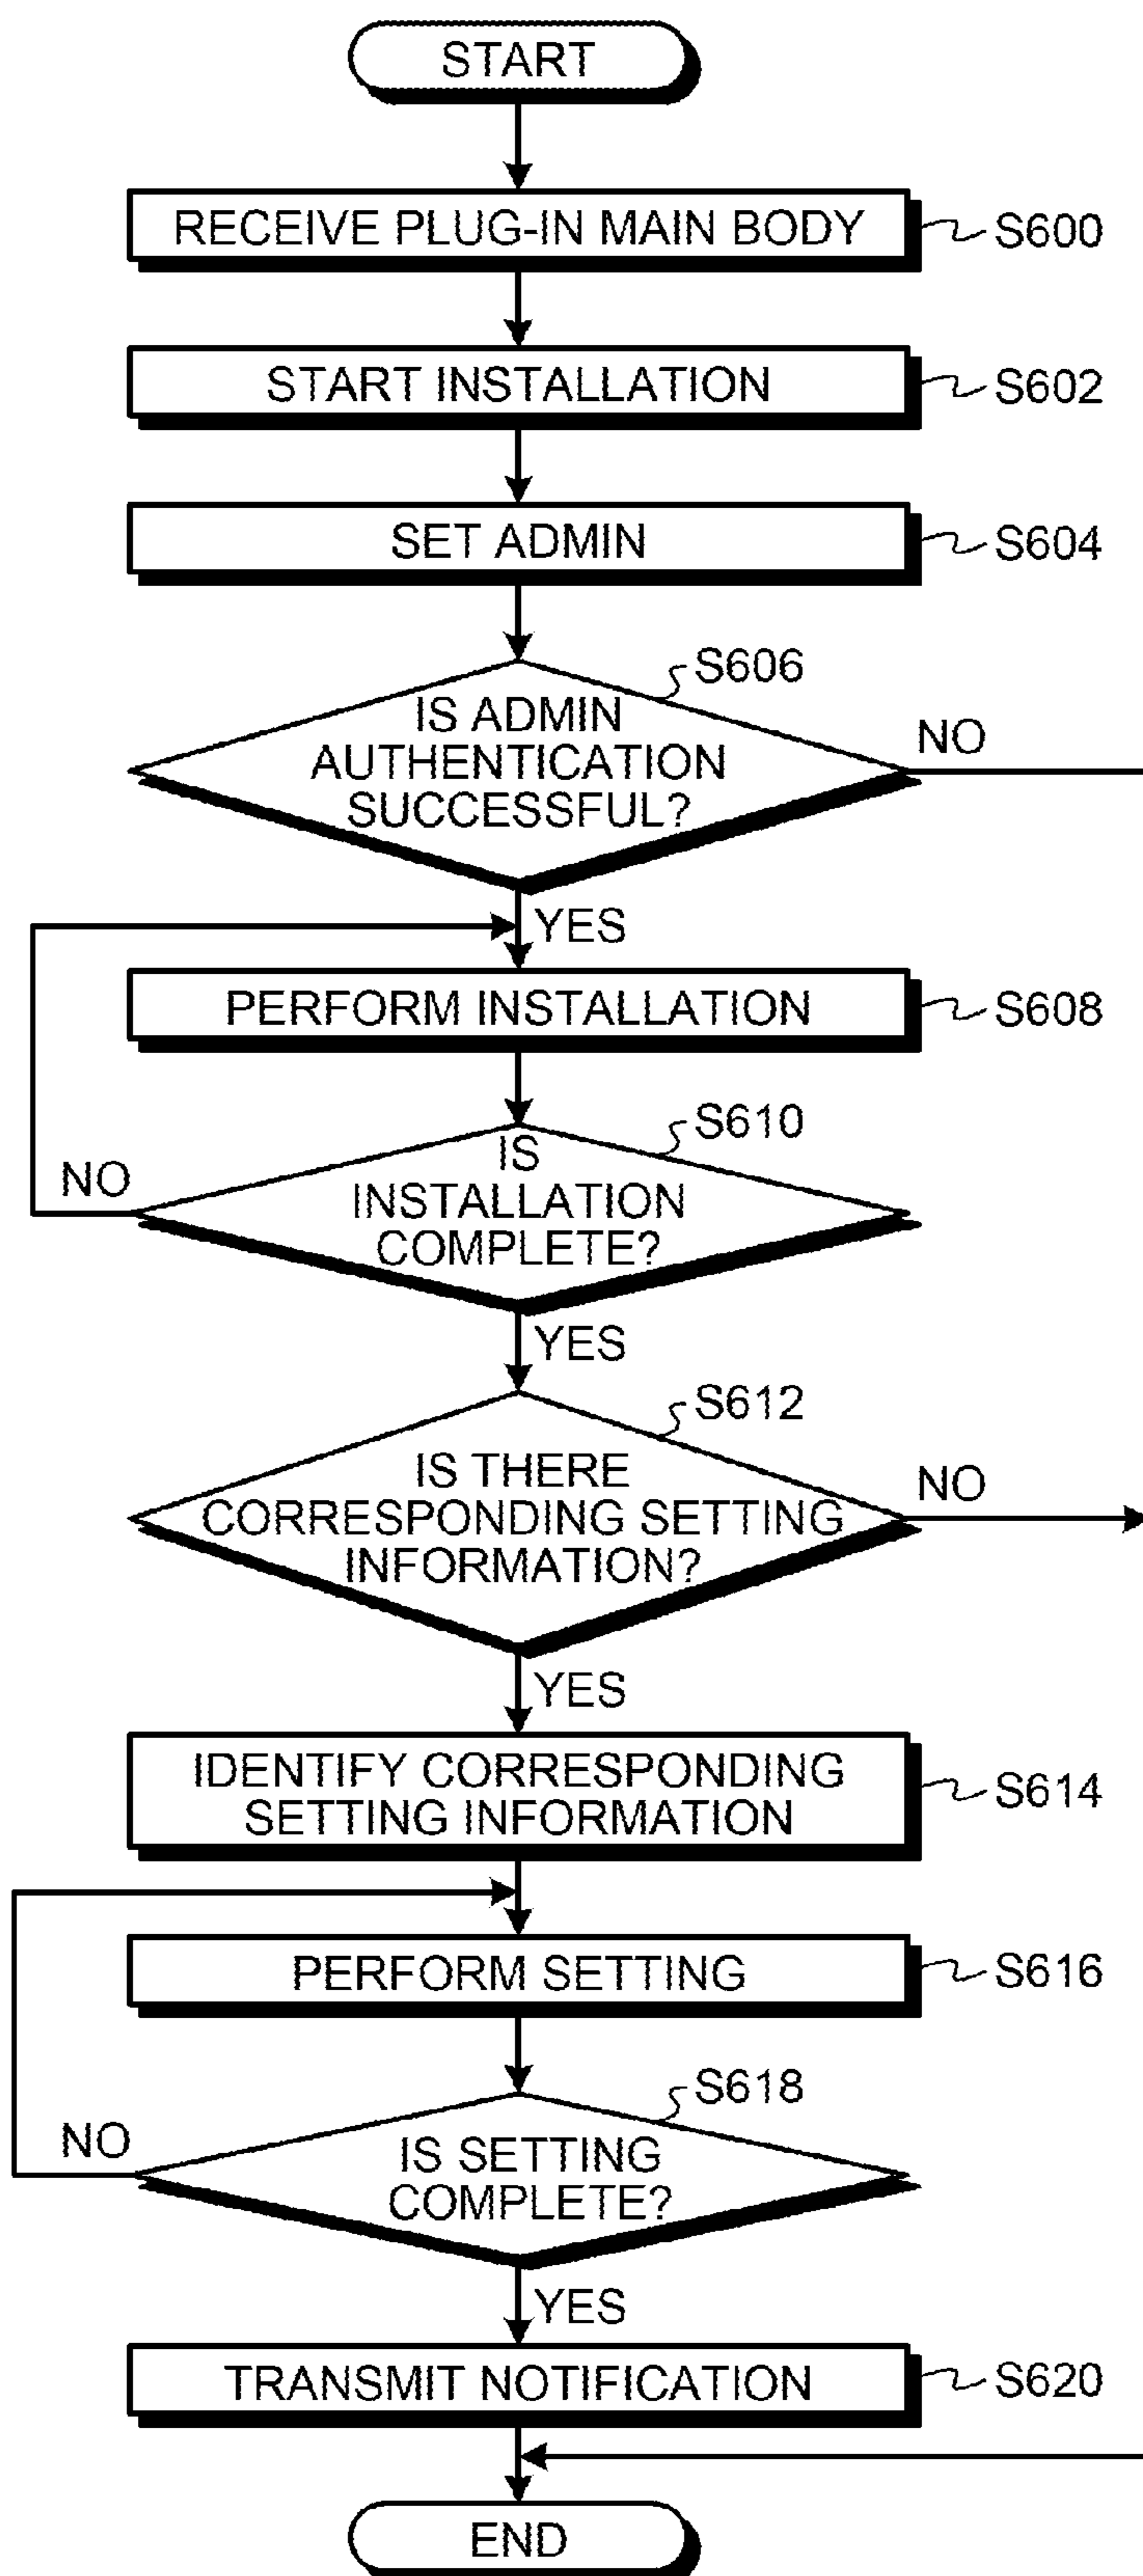 START
RECEIVE PLUG-IN MAIN BODY
S600
START INSTALLATION
S602
SET ADMIN
S604
S606
IS ADMIN
AUTHENTICATION
SUCCESSFUL?
NO
YES
PERFORM INSTALLATION
S608
S610
IS
INSTALLATION
COMPLETE?
NO
YES
S612
IS THERE
CORRESPONDING SETTING
INFORMATION?
NO
YES
IDENTIFY CORRESPONDING
SETTING INFORMATION
S614
PERFORM SETTING
S616
S618
IS SETTING
COMPLETE?
NO
YES
TRANSMIT NOTIFICATION
S620
END